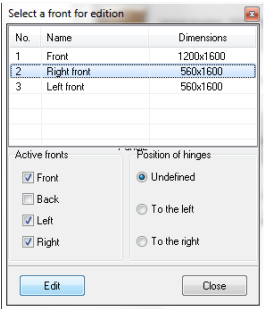 Select a front for edition
No. Name Dimensions
1 Front 1200x1600
2 Right front 560x1600
3 Left front 560x1600
Active fronts
Position of hinges
Front
Undefined
Back
To the left
Left
Right
To the right
Edit
Close